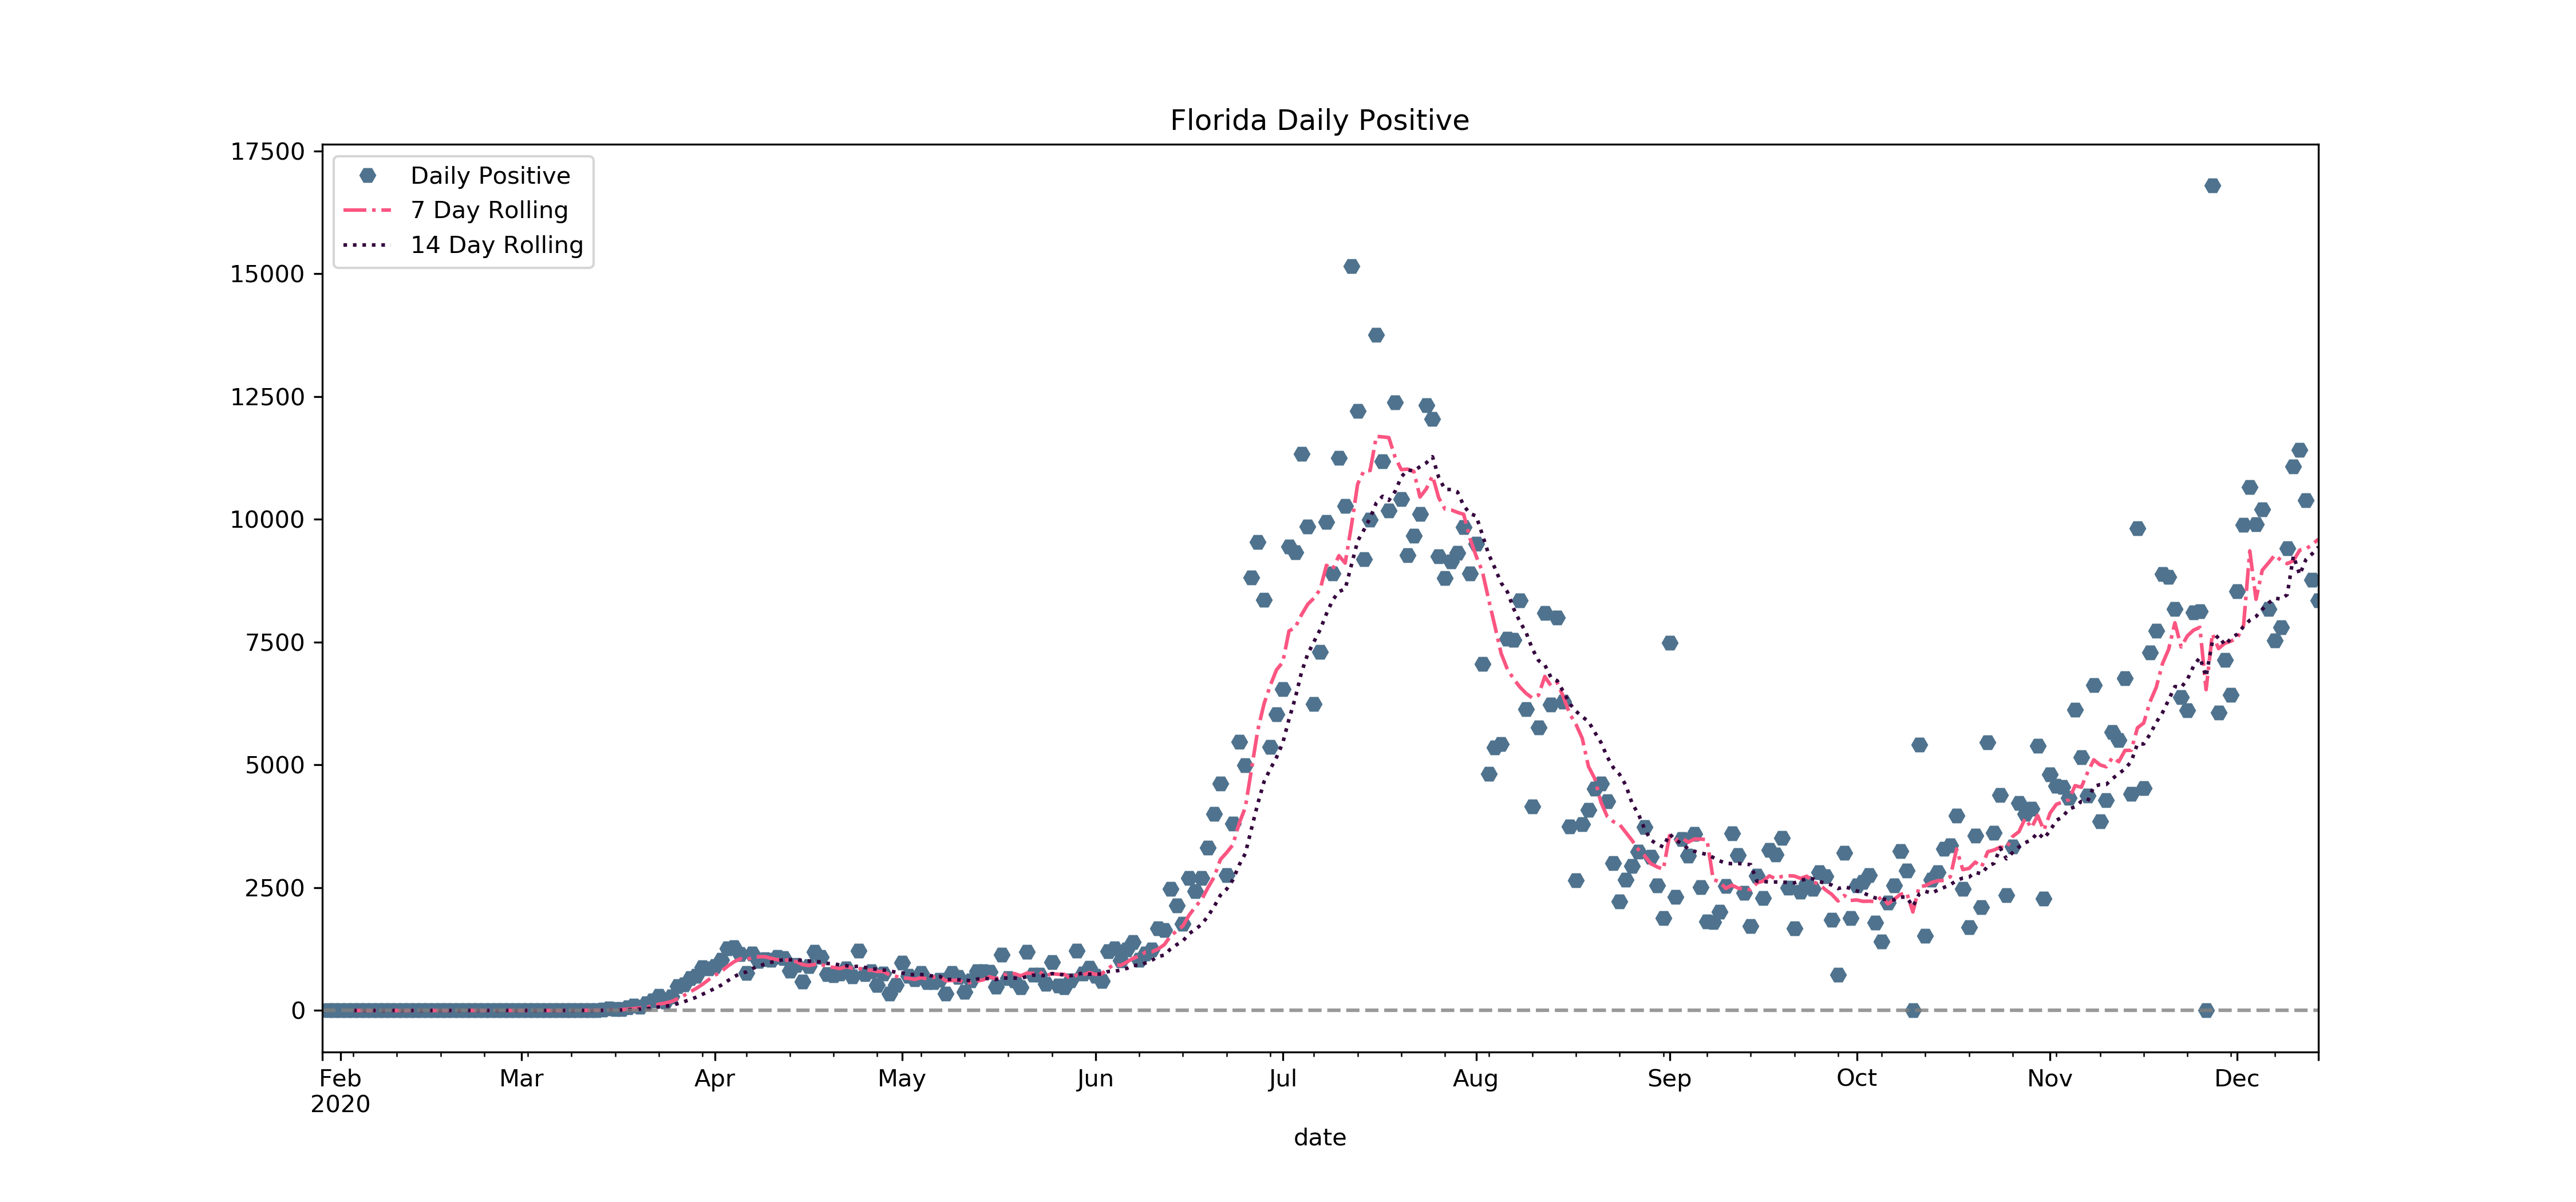 Florida Daily Positive
17500
15000
12500
10000
7500
5000
2500
0
Daily Positive
7 Day Rolling
14 Day Rolling
Feb Mar Apr May Jun Jul Aug Sep Oct Nov Dec
2020
date